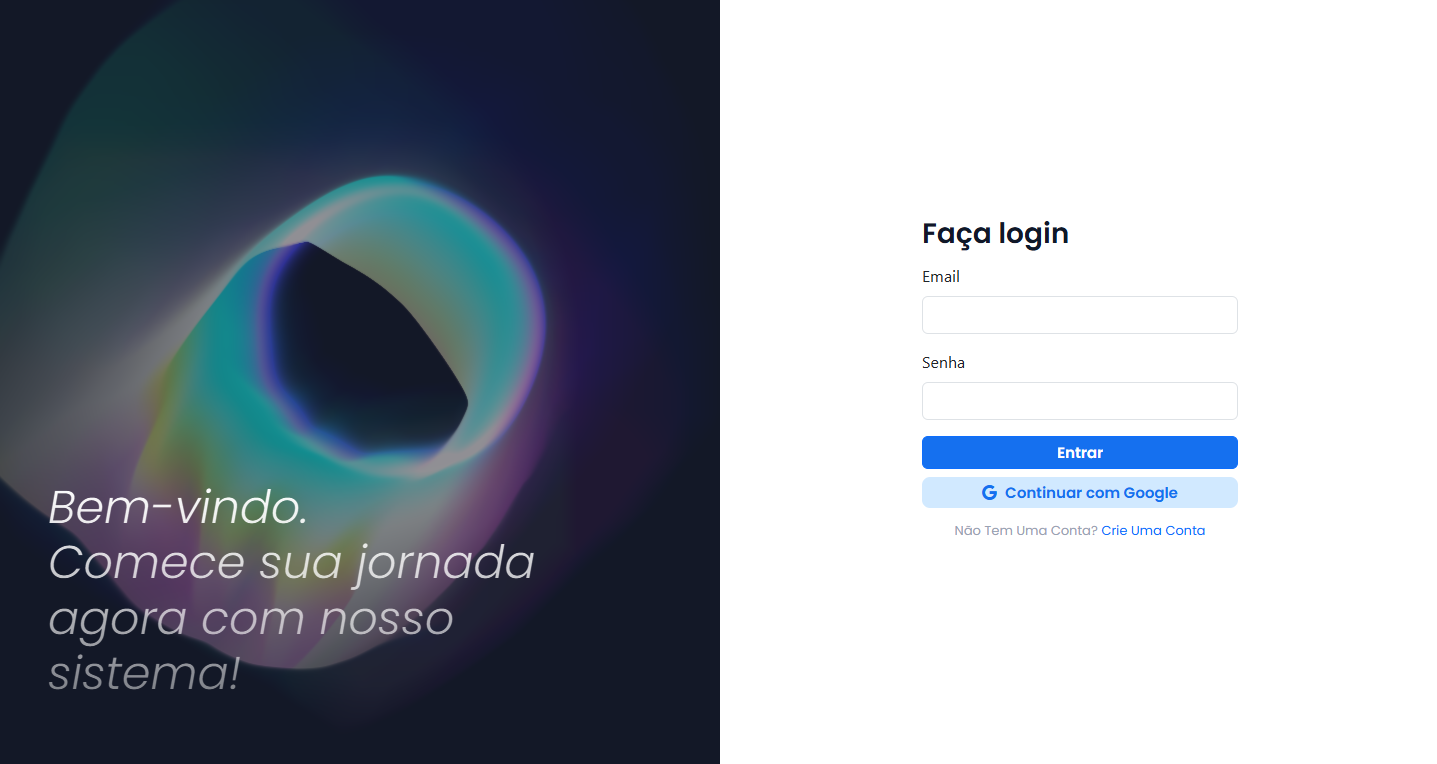 Bem-vindo.
Comece sua jornada
agora com nosso
sistema!
Faça login
Email
Senha
Entrar
Continuar com Google
Não Tem Uma Conta? Crie Uma Conta